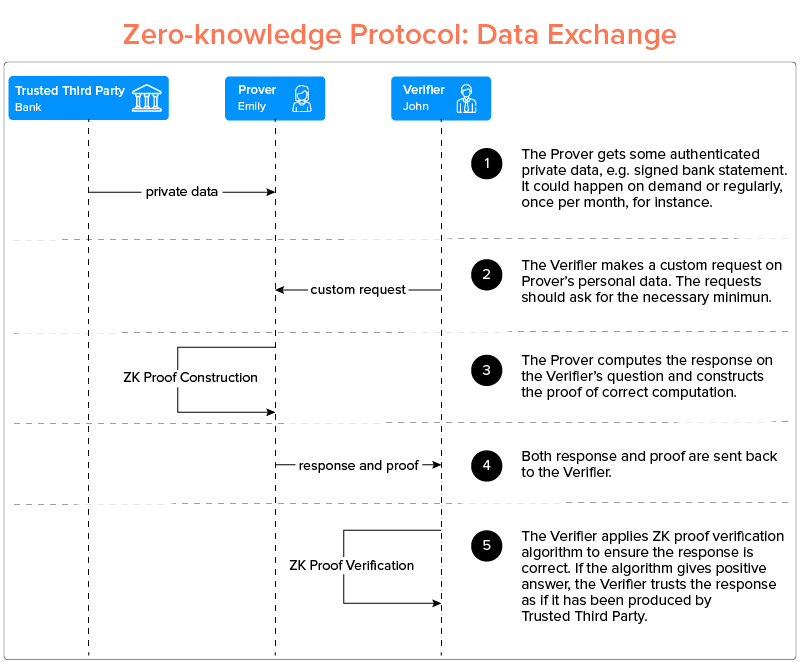 Zero-knowledge Protocol: Data Exchange
Trusted Third Party
Bank
Prover
Emily
Verifier
John
private data
1
The Prover gets some authenticated
private data, e.g. signed bank statement.
It could happen on demand or regularly,
once per month, for instance.
custom request
2
The Verifier makes a custom request on
Prover's personal data. The requests
should ask for the necessary minimun.
ZK Proof Construction
3
The Prover computes the response on
the Verifier's question and constructs
the proof of correct computation.
response and proof
4
Both response and proof are sent back
to the Verifier.
ZK Proof Verification
5
The Verifier applies ZK proof verification
algorithm to ensure the response is
correct. If the algorithm gives positive
answer, the Verifier trusts the response
as if it has been produced by
Trusted Third Party.